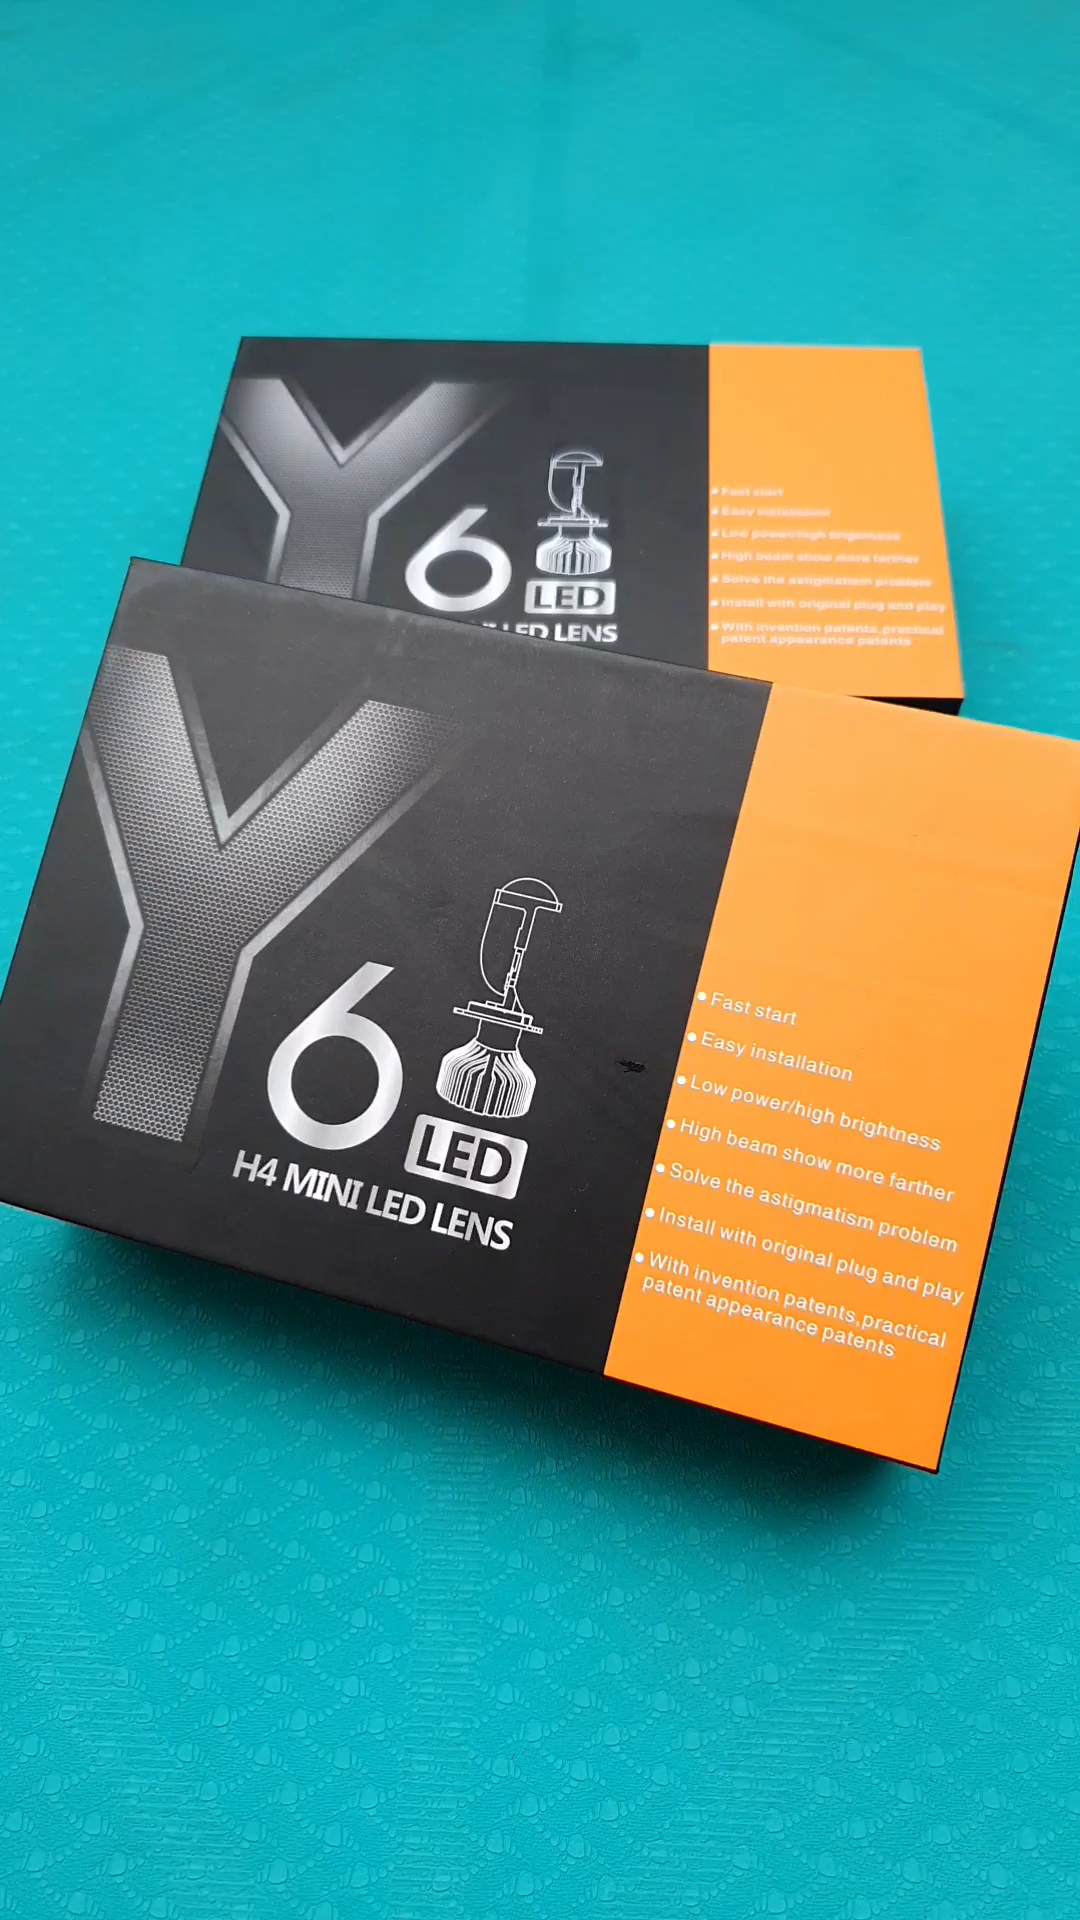 Y6
LED
LED LENS
Fast start
Easy installation
Low power/high brightness
High beam show more farther
Solve the astigmatism problem
Install with original plug and play
With invention patents,practical
patent appearance patents
Y6
LED
H4 MINI LED LENS
Fast start
Easy installation
Low power/high brightness
High beam show more farther
Solve the astigmatism problem
Install with original plug and play
With invention patents,practical
patent appearance patents